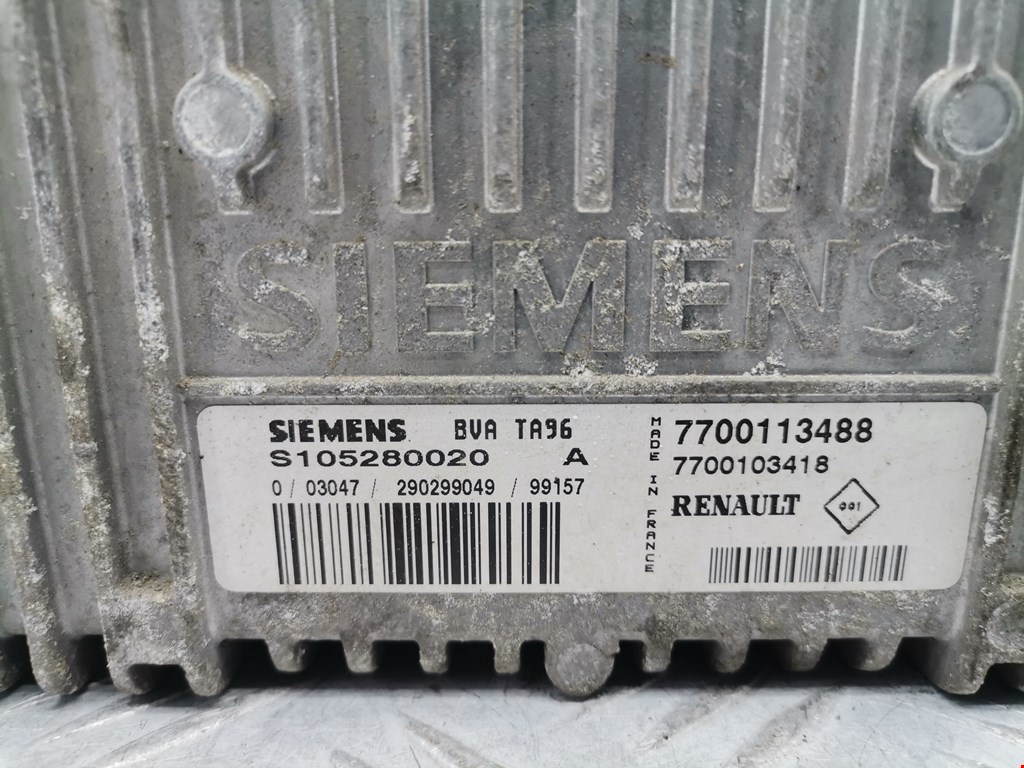 SIEMENS
SIEMENS BVA TA96
S105280020 A
0 / 03047 / 290299049 / 99157
MADE IN FRANCE
7700113488
7700103418
RENAULT 001